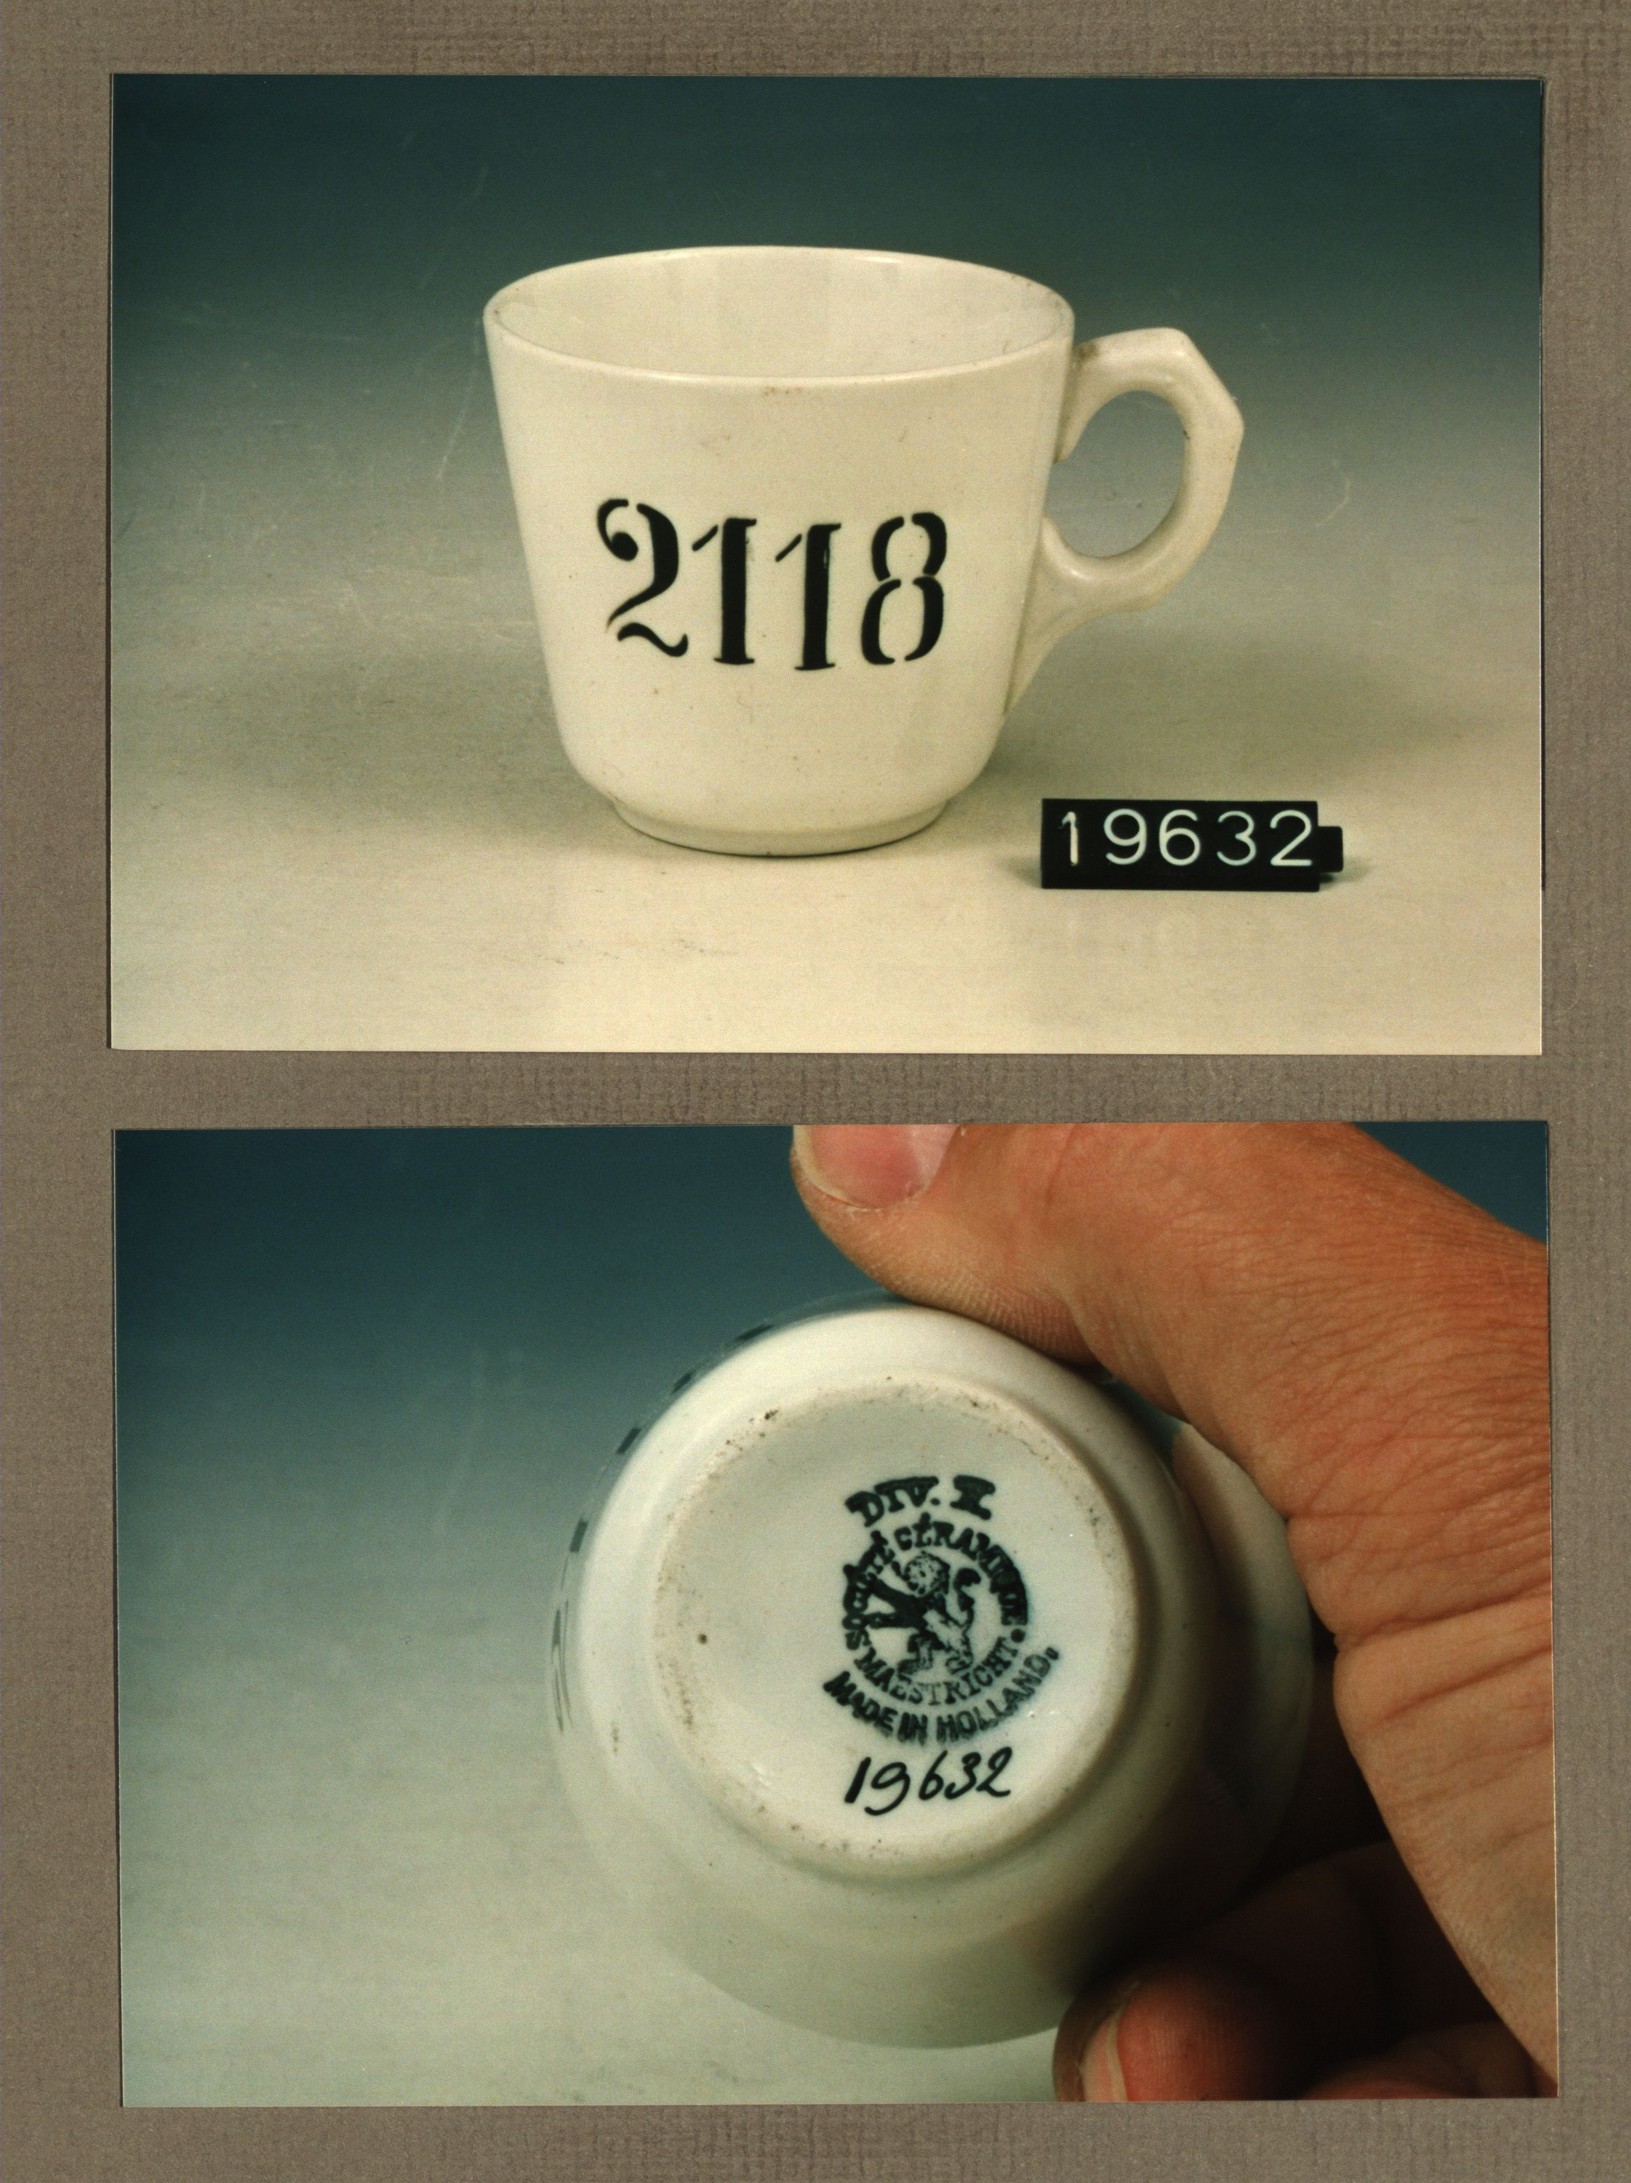 2118
19632
DIV. X
SOCIÉTÉ CÉRAMIQUE
MAESTRICHT.
MADE IN HOLLAND.
19632